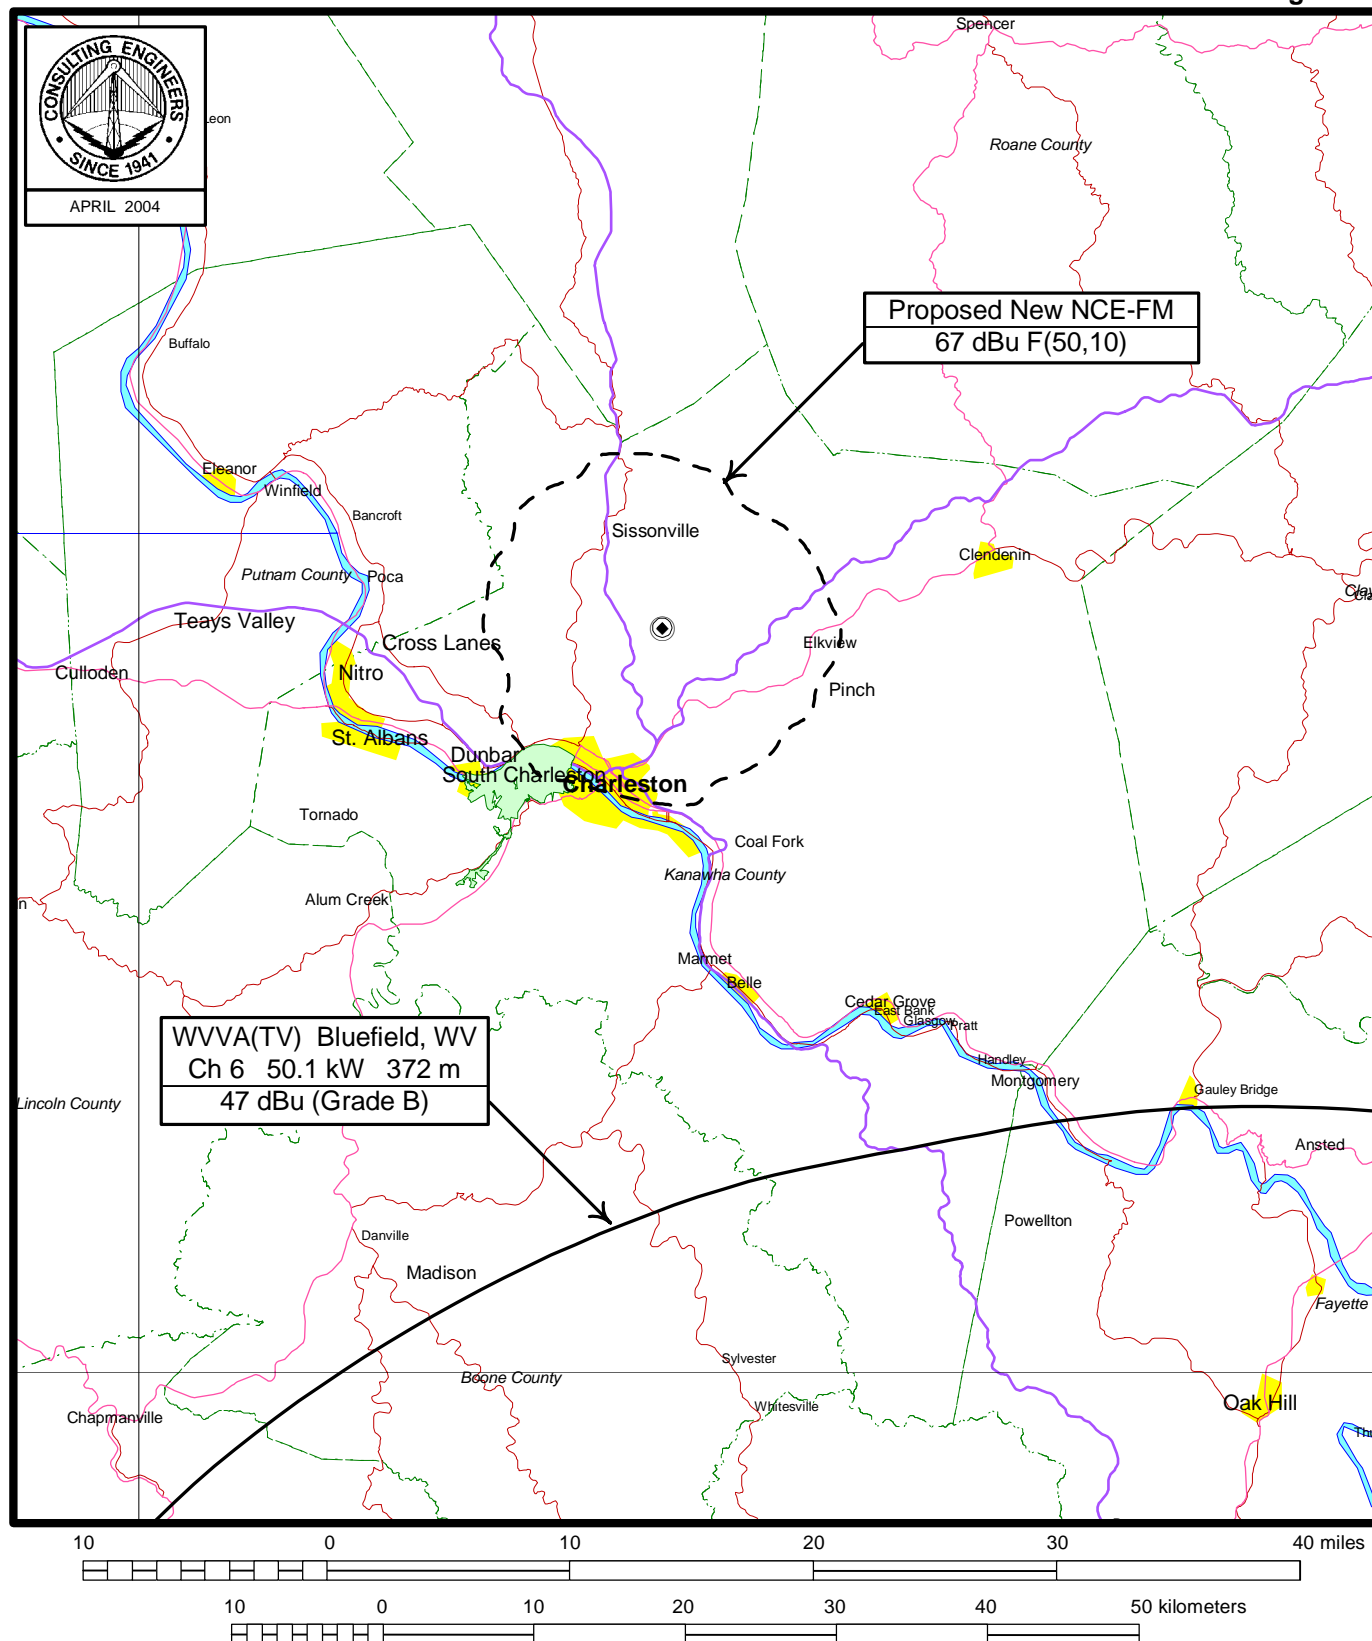 CONSULTING ENGINEERS
SINCE 1941
APRIL 2004
Spencer
Roane County
Proposed New NCE-FM
67 dBu F(50,10)
Buffalo
Eleanor
Winfield
Bancroft
Sissonville
Clendenin
Putnam County
Poca
Teays Valley
Cross Lanes
Elkview
Culloden
Nitro
Pinch
St. Albans
Dunbar
South Charleston
Charleston
Tornado
Coal Fork
Kanawha County
Alum Creek
Marmet
Belle
Cedar Grove
East Bank
Glasgow
Pratt
WVVA(TV) Bluefield, WV
Ch 6 50.1 kW 372 m
47 dBu (Grade B)
Handley
Montgomery
Gauley Bridge
Lincoln County
Ansted
Powellton
Danville
Madison
Fayette
Sylvester
Boone County
Whitesville
Oak Hill
Chapmanville
10 0 10 20 30 40 miles
10 0 10 20 30 40 50 kilometers